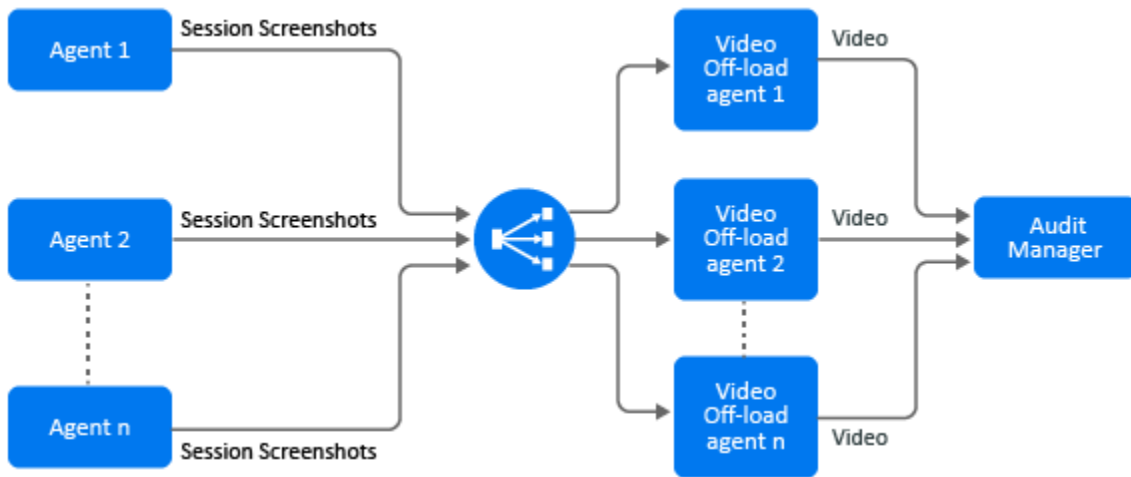 Agent 1
Session Screenshots
Video
Off-load
agent 1
Video
Agent 2
Session Screenshots
Video
Off-load
agent 2
Video
Audit
Manager
Agent n
Session Screenshots
Video
Off-load
agent n
Video